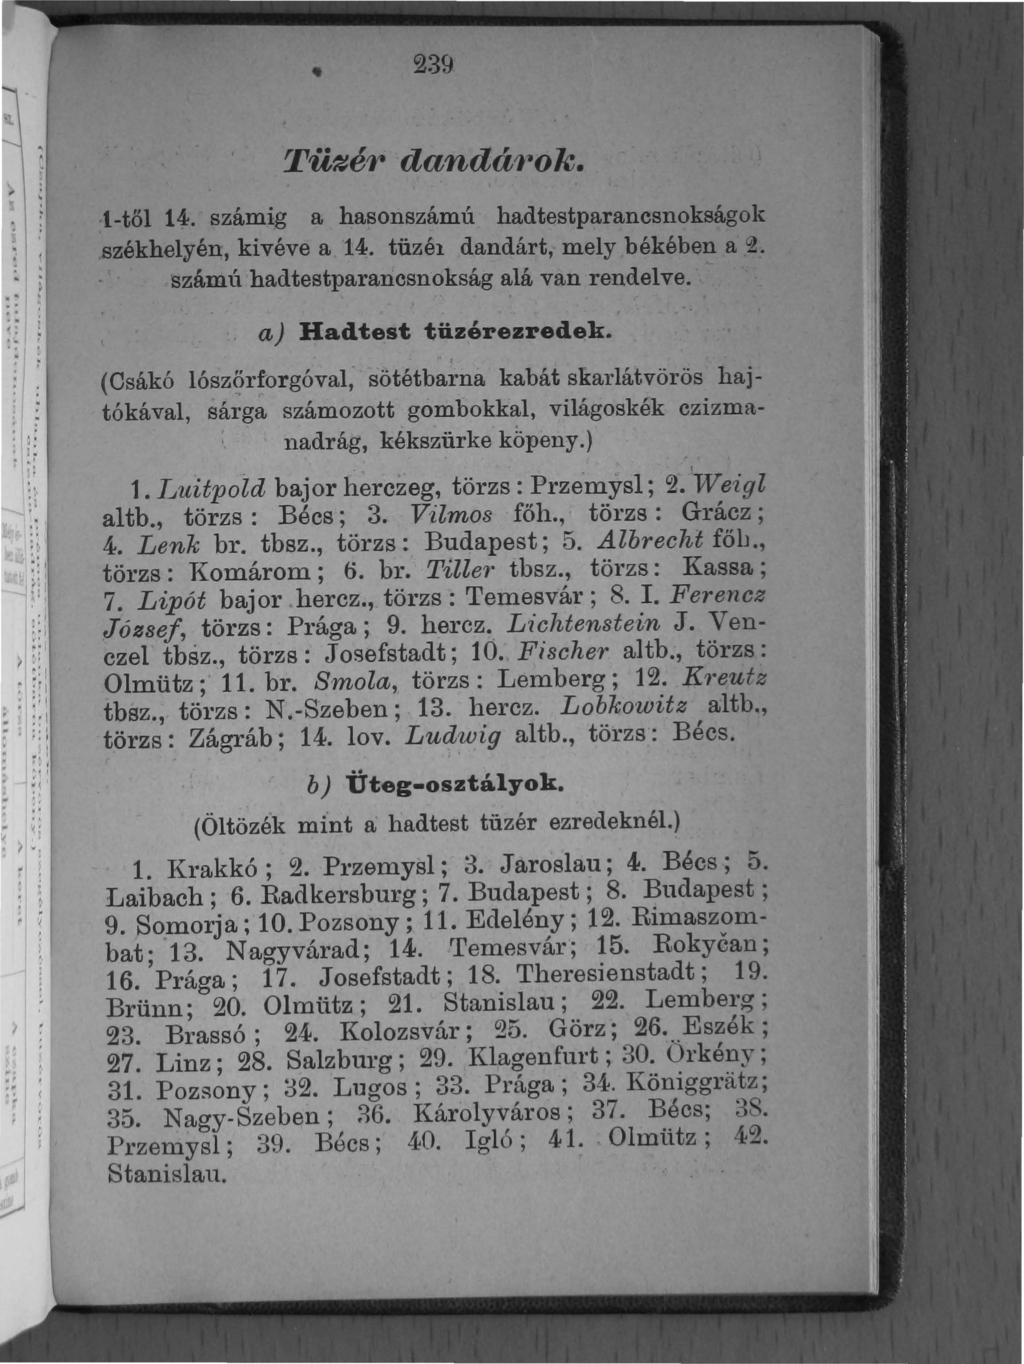 239
Tüzér dandárok.
1-től 14. számig a hasonszámú hadtestparancsnokságok
székhelyén, kivéve a 14. tüzéı dandárt, mely békében a 2.
számú hadtestparancsnokság alá van rendelve.
a) Hadtest tüzérezredek.
(Csákó lószőrforgóval, sötétbarna kabát skarlátvörös haj-
tókával, sárga számozott gombokkal, világoskék czizma-
nadrág, kékszürke köpeny.)
1. Luitpold bajor herczeg, törzs: Przemysl; 2. Weigl
altb., törzs: Bécs; 3. Vilmos főh., törzs: Grácz;
4. Lenk br. tbsz., törzs: Budapest; 5. Albrecht föh.,
törzs: Komárom; 6. br. Tiller tbsz., törzs: Kassa;
7. Lipót bajor hercz., törzs: Temesvár; 8. I. Ferencz
József, törzs: Prága; 9. hercz. Lichtenstein J. Ven-
czel tbsz., törzs: Josefstadt; 10. Fischer altb., törzs:
Olmütz; 11. br. Smola, törzs: Lemberg; 12. Kreutz
tbsz., törzs: N.-Szeben; 13. hercz. Lobkowitz altb.,
törzs: Zágráb; 14. lov. Ludwig altb., törzs: Bécs.
b) Üteg-osztályok.
(Öltözék mint a hadtest tüzér ezredeknél.)
1. Krakkó; 2. Przemysl; 3. Jaroslau; 4. Bécs; 5.
Laibach; 6. Radkersburg; 7. Budapest; 8. Budapest;
9. Somorja; 10. Pozsony; 11. Edelény; 12. Rimaszom-
bat; 13. Nagyvárad; 14. Temesvár; 15. Rokyčan;
16. Prága; 17. Josefstadt; 18. Theresienstadt; 19.
Brünn; 20. Olmütz; 21. Stanislau; 22. Lemberg;
23. Brassó; 24. Kolozsvár; 25. Görz; 26. Eszék;
27. Linz; 28. Salzburg; 29. Klagenfurt; 30. Örkény;
31. Pozsony; 32. Lugos; 33. Prága; 34. Königgrätz;
35. Nagy-Szeben; 36. Károlyváros; 37. Bécs; 38.
Przemysl; 39. Bécs; 40. Igló; 41. Olmütz; 42.
Stanislau.